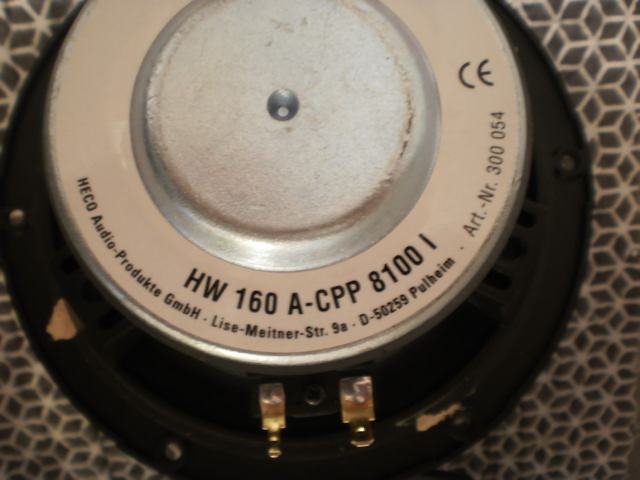 CE
HW 160 A-CPP 8100 I
HECO Audio-Produkte GmbH · Lise-Meitner-Str. 9a · D-50259 Pulheim · Art.-Nr. 300 054